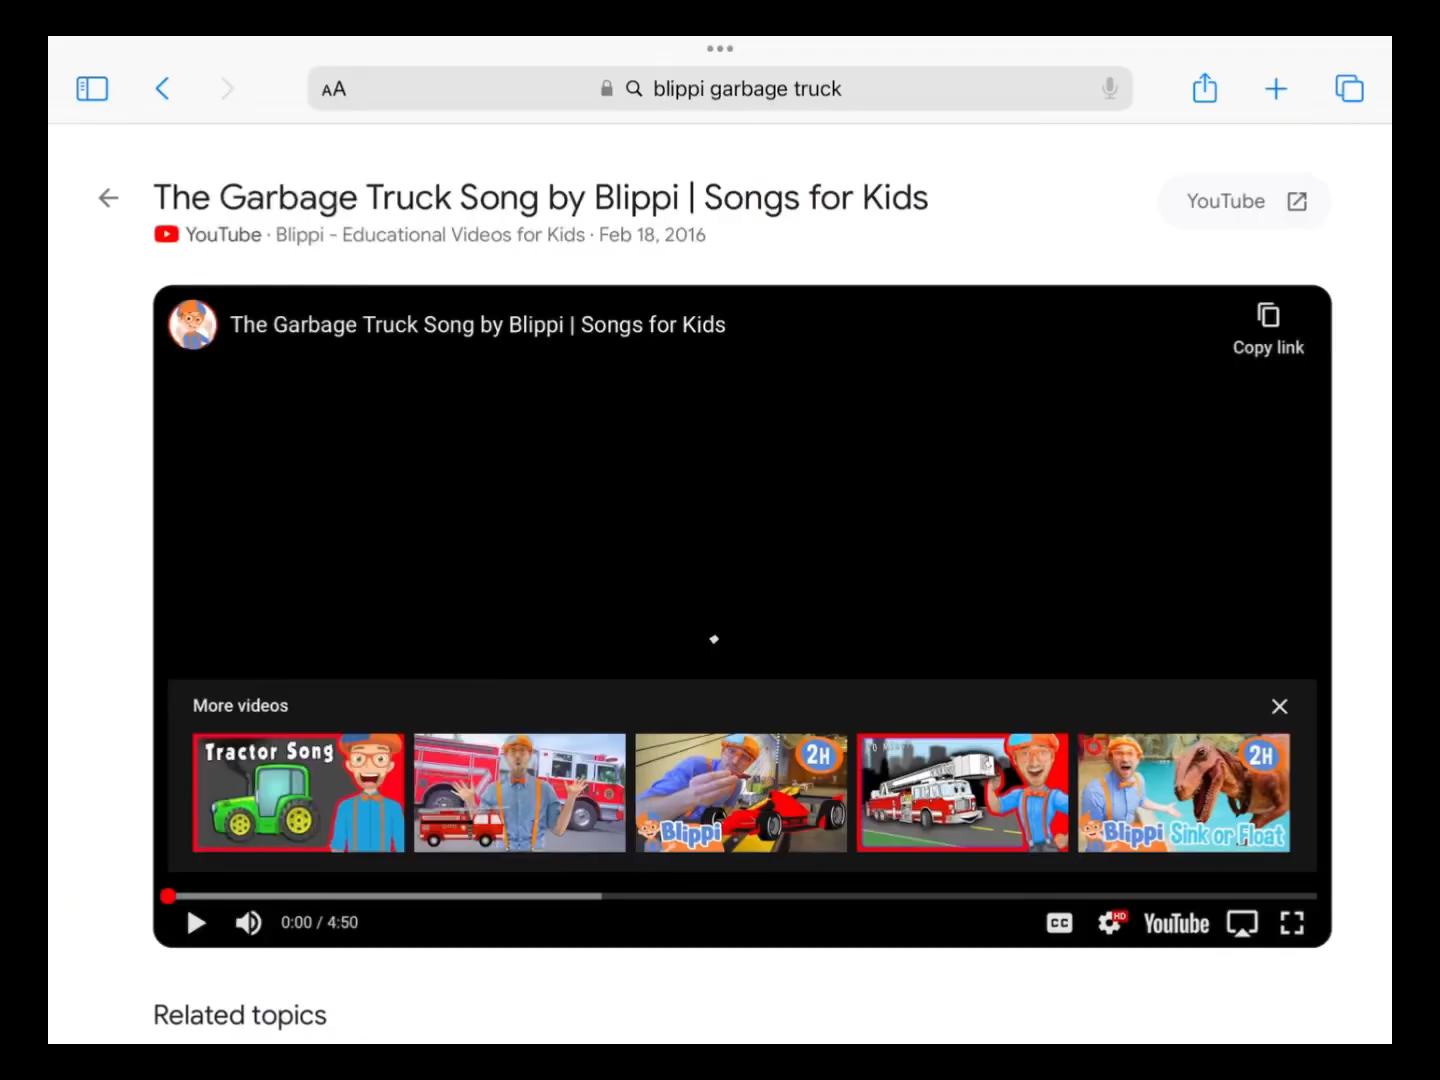 AA
blippi garbage truck
The Garbage Truck Song by Blippi | Songs for Kids
YouTube
YouTube · Blippi - Educational Videos for Kids · Feb 18, 2016
The Garbage Truck Song by Blippi | Songs for Kids
Copy link
More videos
Tractor Song
2H
Blippi
2H
Blippi Sink or Float
0:00 / 4:50
CC
HD
YouTube
Related topics